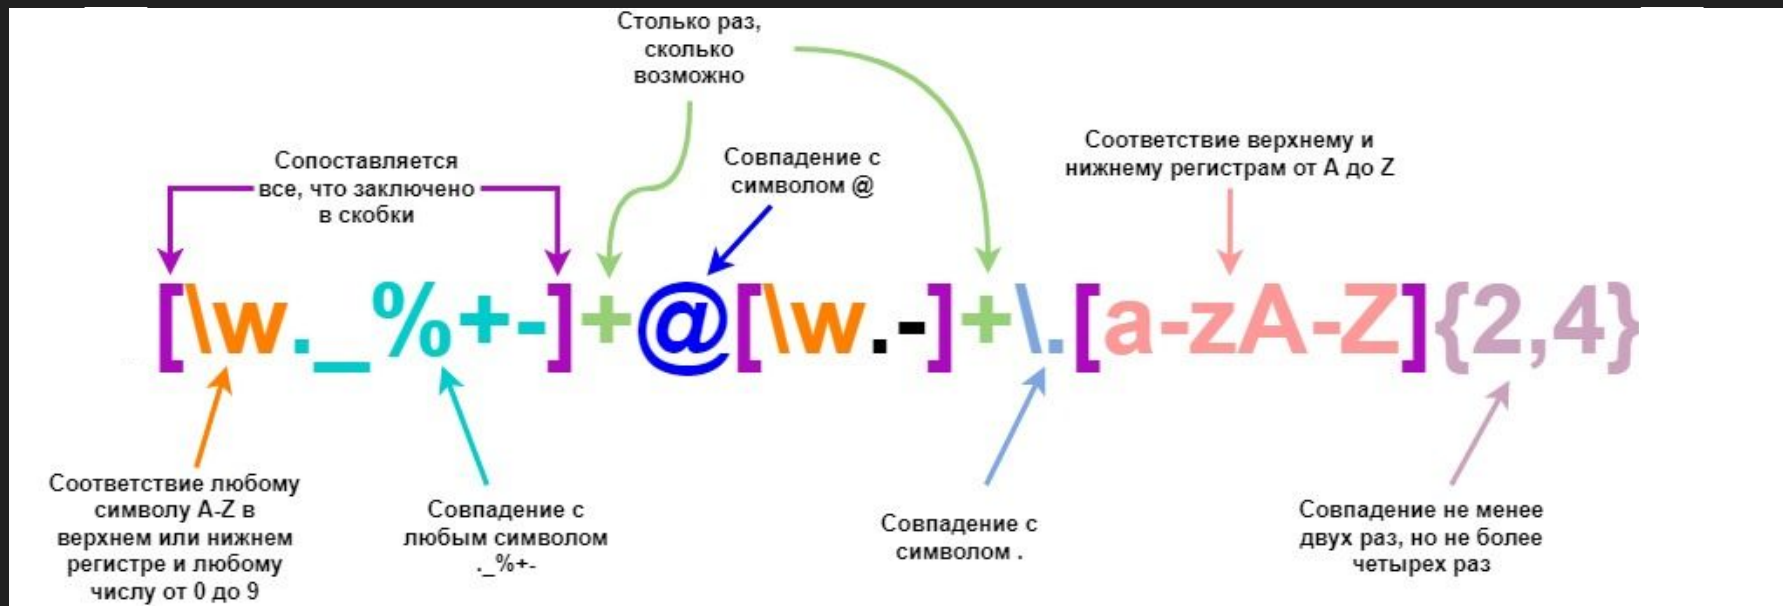 Столько раз,
сколько
возможно
Сопоставляется
все, что заключено
в скобки
Совпадение с
символом @
Соответствие верхнему и
нижнему регистрам от A до Z
[\w._%+-]+@[\w.-]+\.[a-zA-Z]{2,4}
Соответствие любому
символу A-Z в
верхнем или нижнем
регистре и любому
числу от 0 до 9
Совпадение с
любым символом
._%+-
Совпадение с
символом .
Совпадение не менее
двух раз, но не более
четырех раз